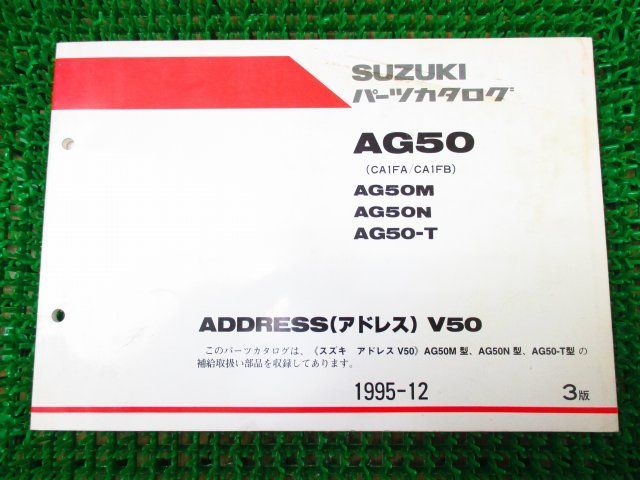 SUZUKI
パーツカタログ
AG50
(CA1FA/CA1FB)
AG50M
AG50N
AG50-T
ADDRESS(アドレス) V50
このパーツカタログは、《スズキ アドレスV50》AG50M型、AG50N型、AG50-T型の
補給取扱い部品を収録してあります。
1995-12
3版